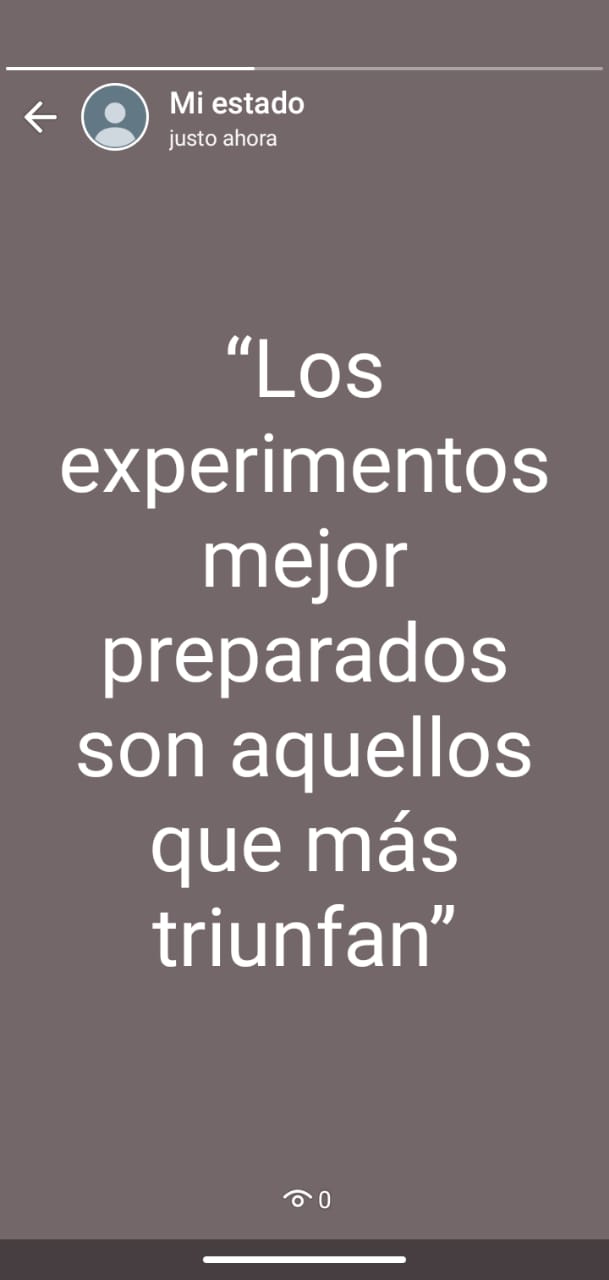 Mi estado
justo ahora
“Los
experimentos
mejor
preparados
son aquellos
que más
triunfan”
0